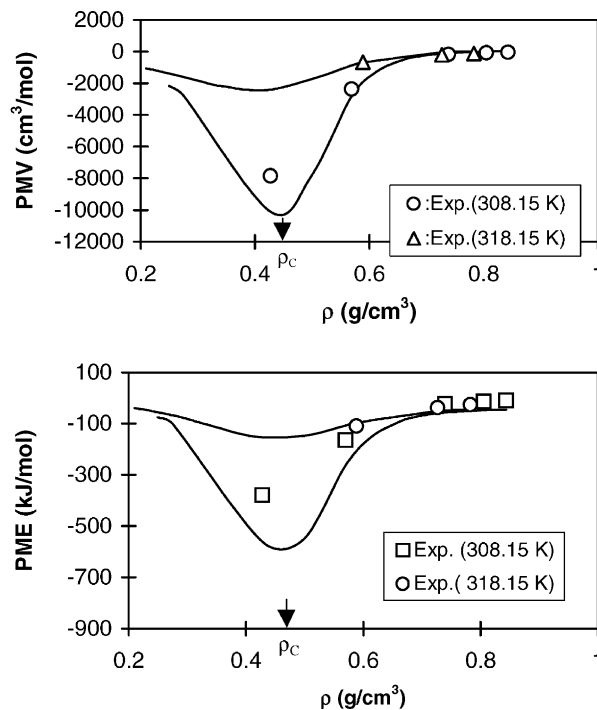 0
-2000
-4000
-6000
-8000
-10000
-12000
PMV (cm³/mol)
:Exp.(308.15 K)
:Exp.(318.15 K)
ρC
0.2 0.4 0.6 0.8 1
ρ (g/cm³)
100
-100
-300
-500
-700
-900
PME (kJ/mol)
Exp. (308.15 K)
Exp.( 318.15 K)
ρC
0.2 0.4 0.6 0.8 1
ρ (g/cm³)